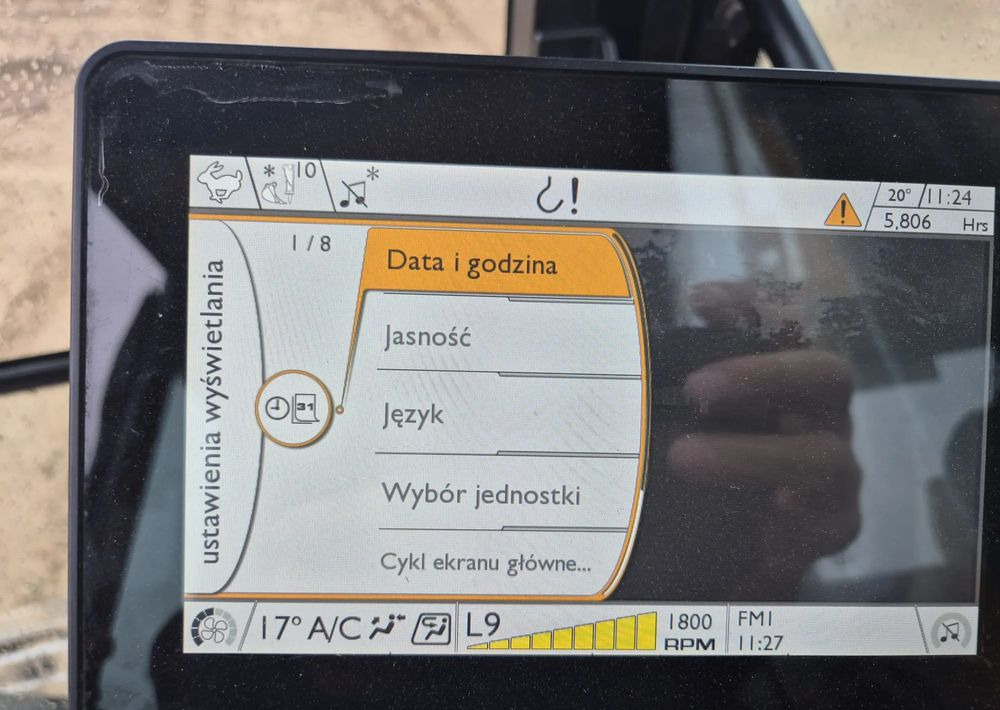 10
20° 11:24
5,806 Hrs
ustawienia wyświetlania
1 / 8
Data i godzina
31
Jasność
Język
Wybór jednostki
Cykl ekranu główne...
17° A/C
L9
1800
RPM
FM1
11:27